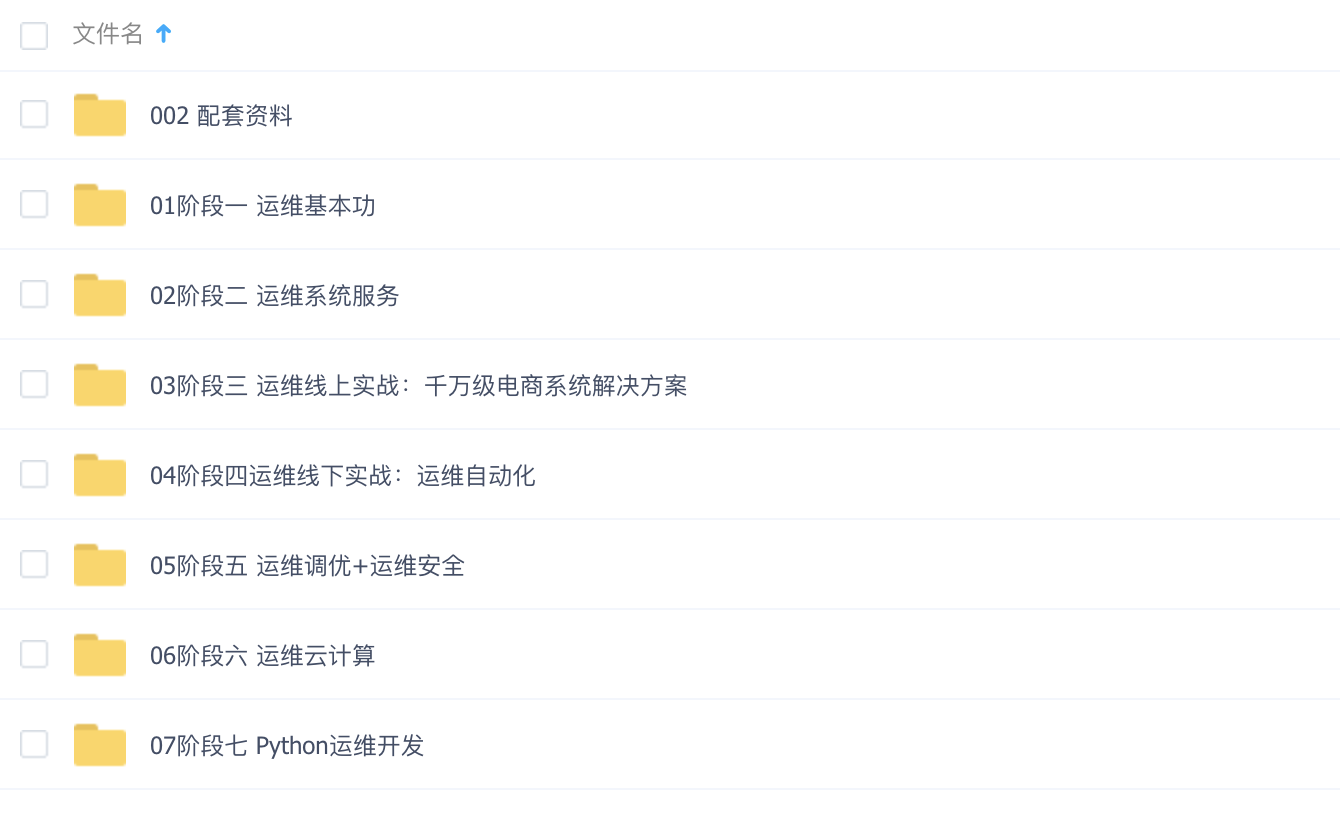 文件名
002 配套资料
01阶段一 运维基本功
02阶段二 运维系统服务
03阶段三 运维线上实战：千万级电商系统解决方案
04阶段四运维线下实战：运维自动化
05阶段五 运维调优+运维安全
06阶段六 运维云计算
07阶段七 Python运维开发